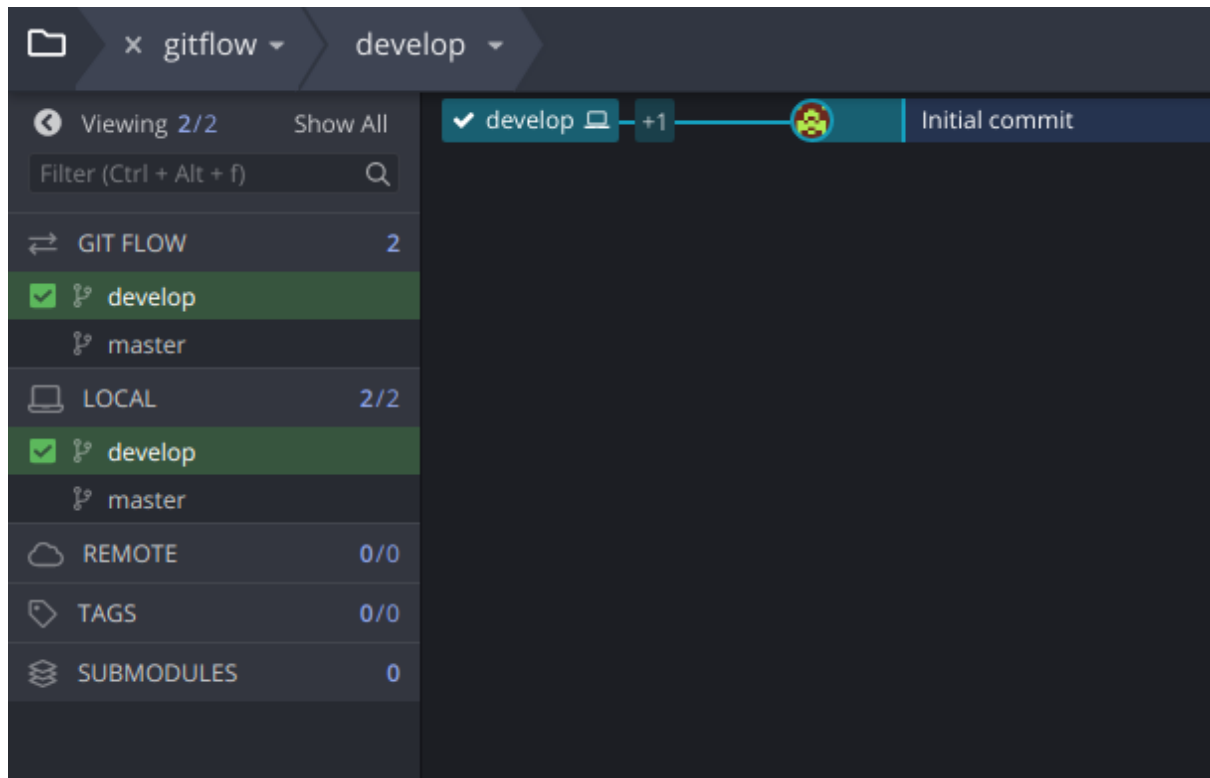 gitflow develop
Viewing 2/2 Show All
develop +1 Initial commit
Filter (Ctrl + Alt + f)
GIT FLOW 2
develop
master
LOCAL 2/2
develop
master
REMOTE 0/0
TAGS 0/0
SUBMODULES 0